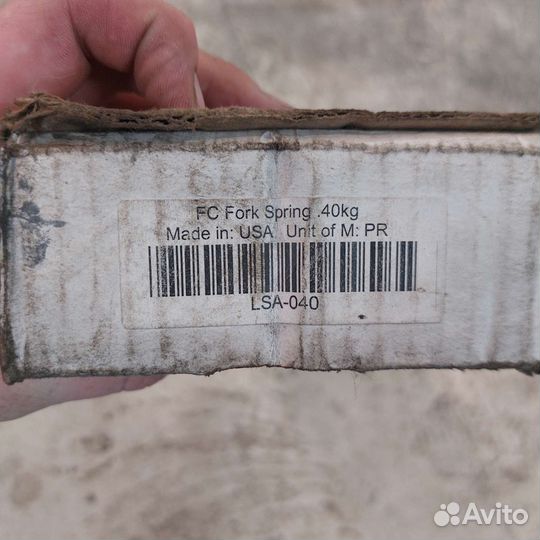 FC Fork Spring .40kg
Made in: USA Unit of M: PR
LSA-040
Avito